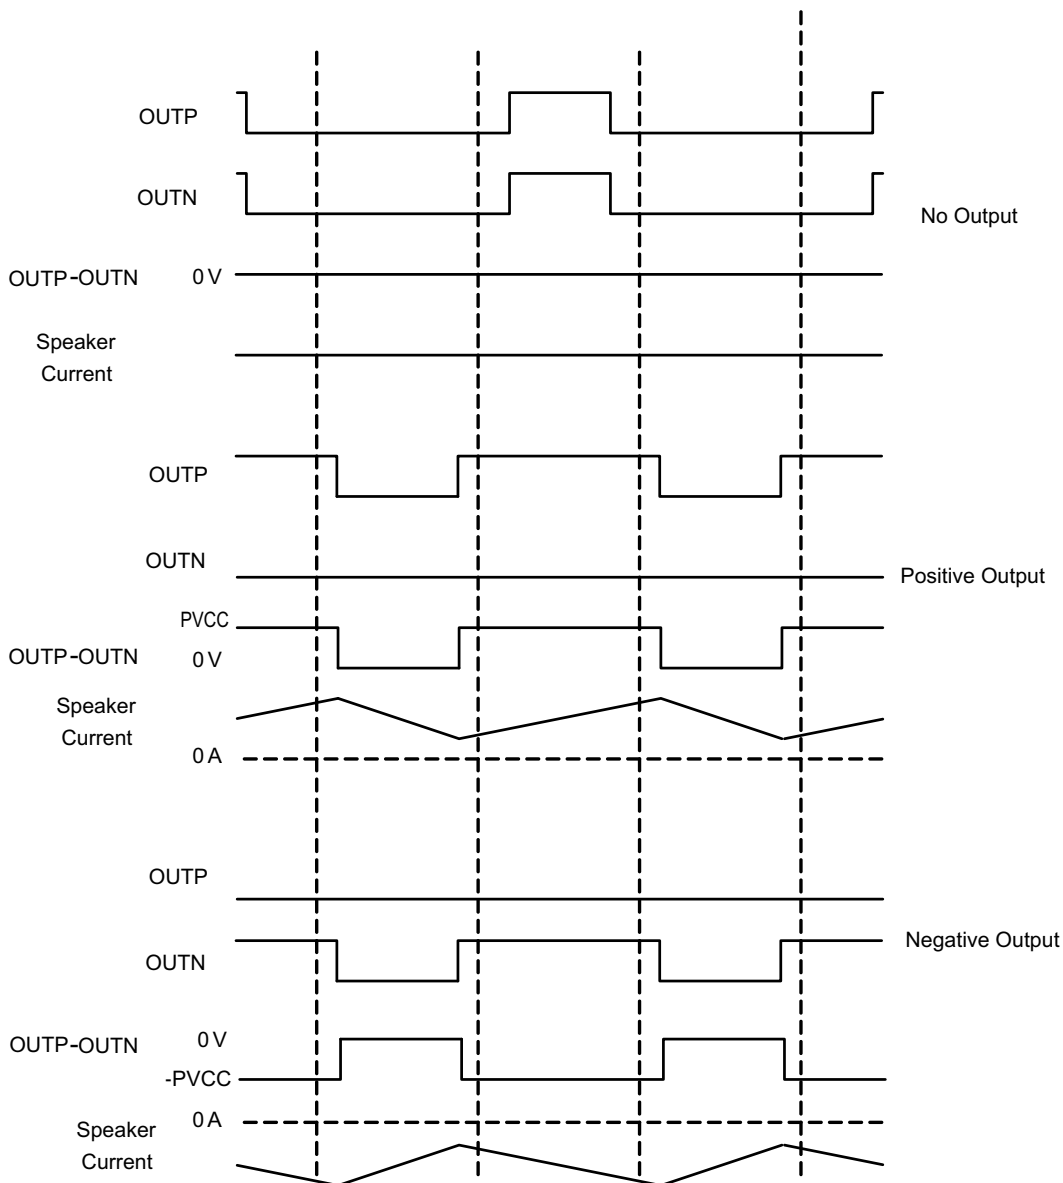 OUTP
OUTN
No Output
OUTP-OUTN 0 V
Speaker
Current
OUTP
OUTN
Positive Output
PVCC
OUTP-OUTN 0 V
Speaker
Current
0 A
OUTP
Negative Output
OUTN
OUTP-OUTN 0 V
-PVCC
0 A
Speaker
Current